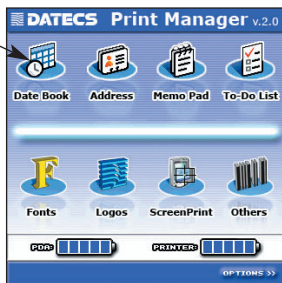 DATECS Print Manager v.2.0
Date Book Address Memo Pad To-Do List
Fonts Logos ScreenPrint Others
PDA: PRINTER:
OPTIONS >>